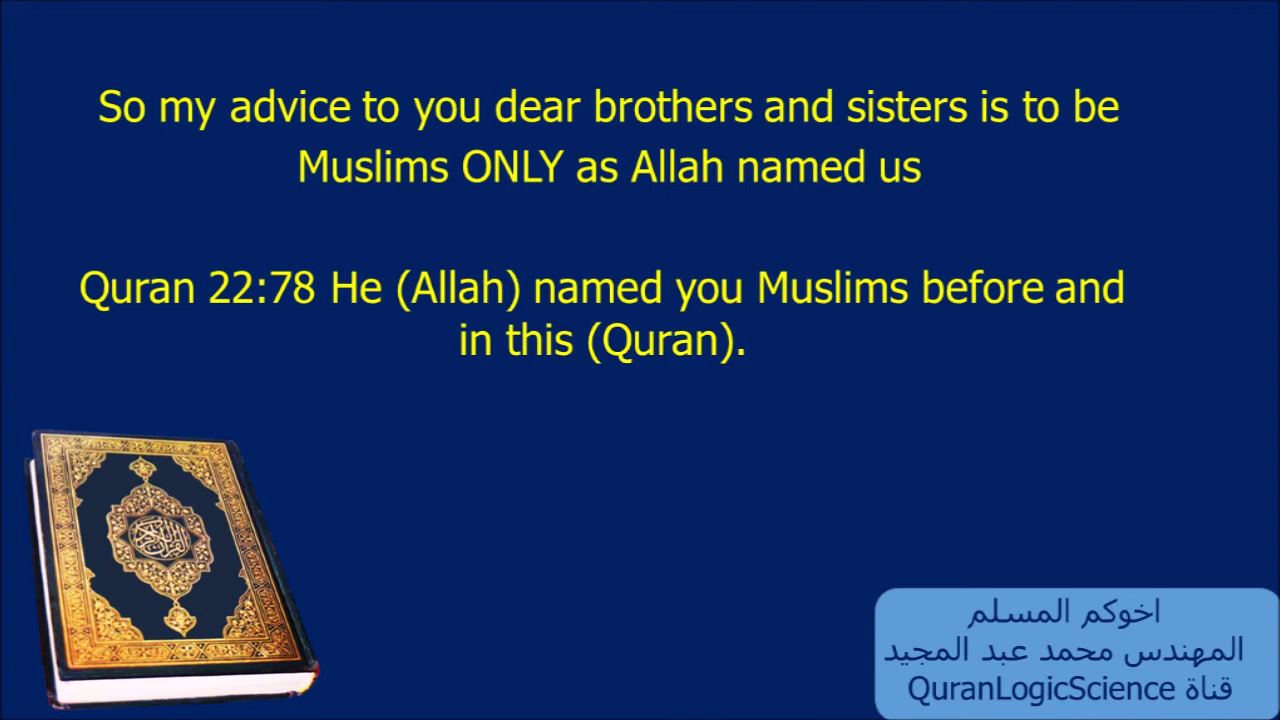 So my advice to you dear brothers and sisters is to be
Muslims ONLY as Allah named us
Quran 22:78 He (Allah) named you Muslims before and
in this (Quran).
القرآن الكريم
اخوكم المسلم
المهندس محمد عبد المجيد
قناة QuranLogicScience